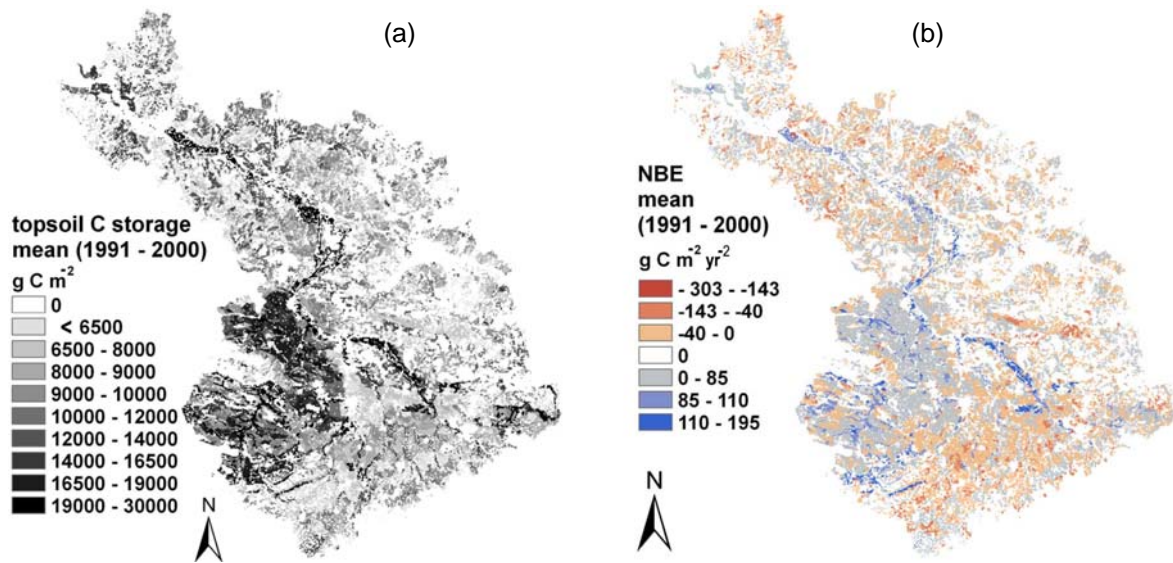 (a)
topsoil C storage
mean (1991 - 2000)
g C m⁻²
0
< 6500
6500 - 8000
8000 - 9000
9000 - 10000
10000 - 12000
12000 - 14000
14000 - 16500
16500 - 19000
19000 - 30000
N
(b)
NBE
mean
(1991 - 2000)
g C m⁻² yr⁻²
- 303 - -143
-143 - -40
-40 - 0
0
0 - 85
85 - 110
110 - 195
N